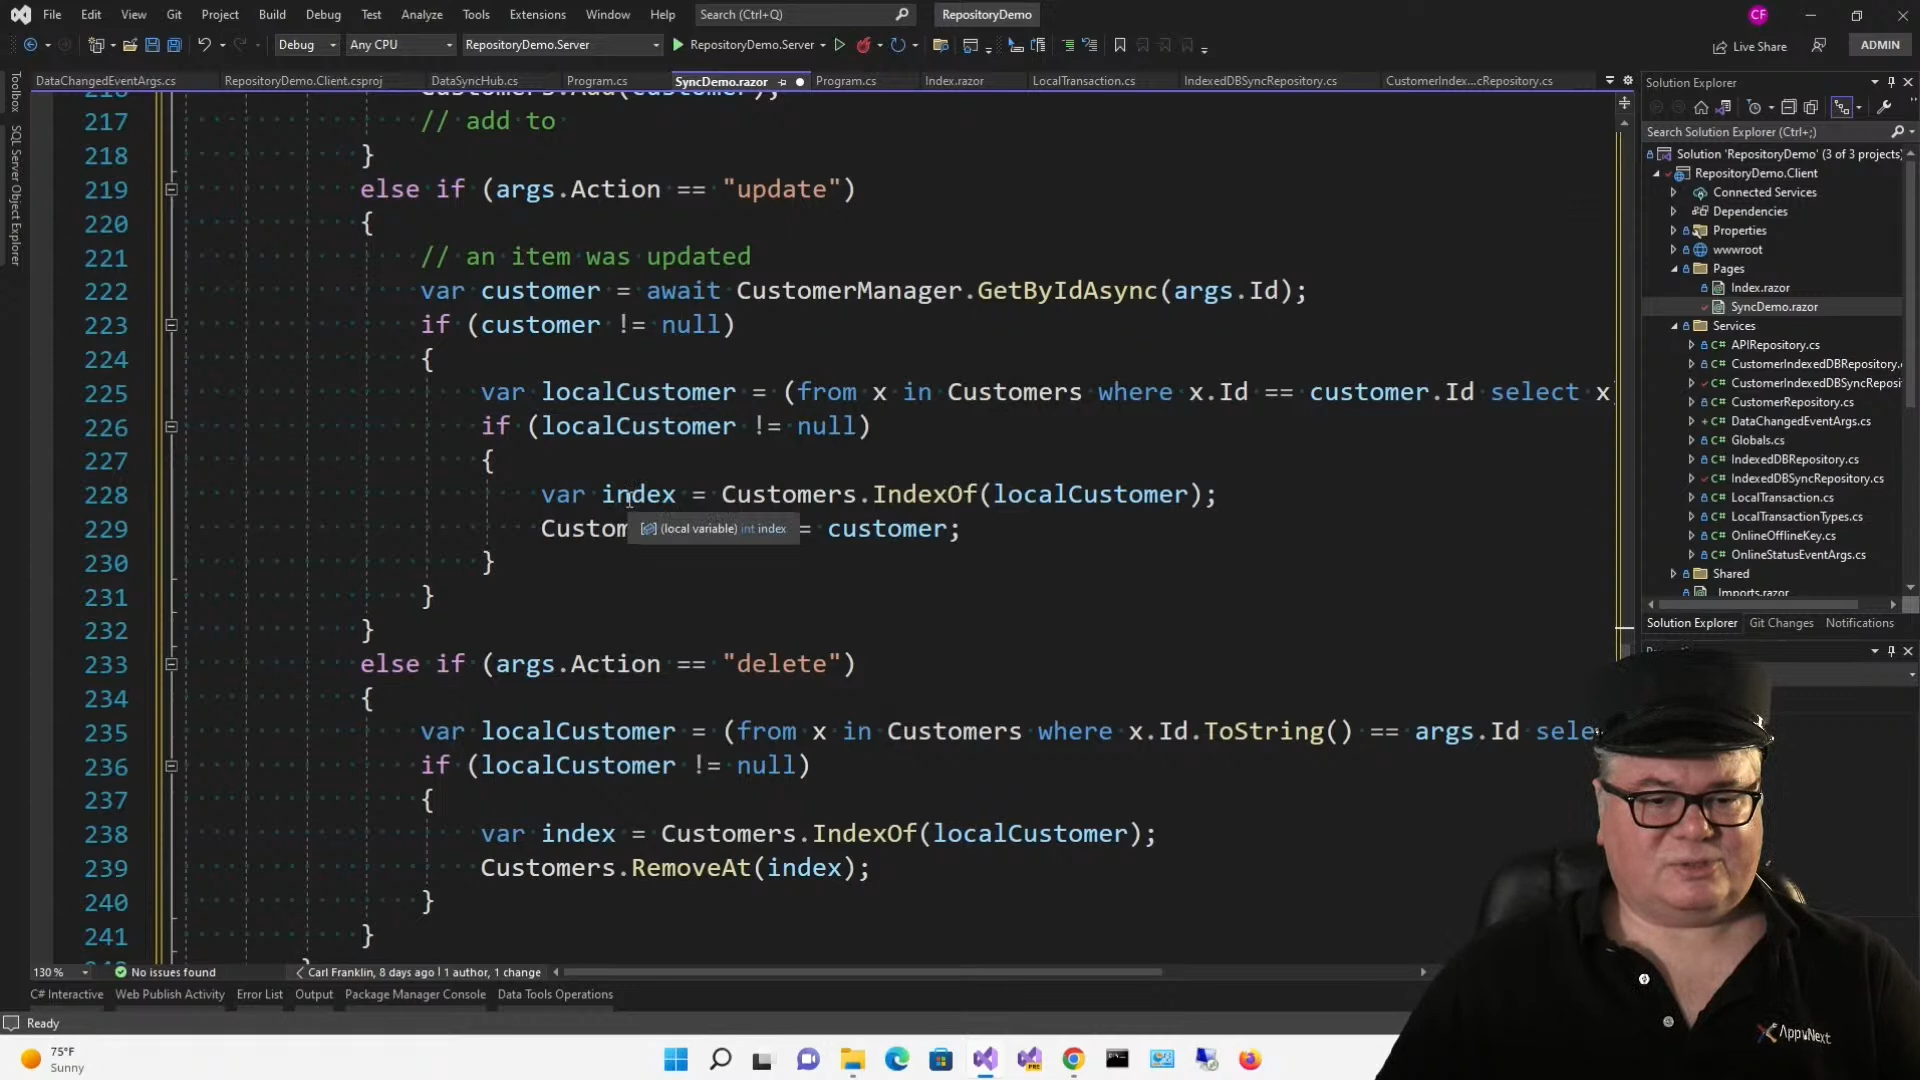 File Edit View Git Project Build Debug Test Analyze Tools Extensions Window Help Search (Ctrl+Q) RepositoryDemo CF
Debug Any CPU RepositoryDemo.Server RepositoryDemo.Server Live Share ADMIN
DataChangedEventArgs.cs RepositoryDemo.Client.csproj DataSyncHub.cs Program.cs SyncDemo.razor Program.cs Index.razor LocalTransaction.cs IndexedDBSyncRepository.cs CustomerIndex...cRepository.cs
Toolbox
SQL Server Object Explorer
216 Customers.Add(customer);
217 // add to
218 }
219 else if (args.Action == "update")
220 {
221 // an item was updated
222 var customer = await CustomerManager.GetByIdAsync(args.Id);
223 if (customer != null)
224 {
225 var localCustomer = (from x in Customers where x.Id == customer.Id select x
226 if (localCustomer != null)
227 {
228 var index = Customers.IndexOf(localCustomer);
229 Custom = customer;
(local variable) int index
230 }
231 }
232 }
233 else if (args.Action == "delete")
234 {
235 var localCustomer = (from x in Customers where x.Id.ToString() == args.Id sele
236 if (localCustomer != null)
237 {
238 var index = Customers.IndexOf(localCustomer);
239 Customers.RemoveAt(index);
240 }
241 }
130 % No issues found Carl Franklin, 8 days ago | 1 author, 1 change
C# Interactive Web Publish Activity Error List Output Package Manager Console Data Tools Operations
Ready
Solution Explorer
Search Solution Explorer (Ctrl+;)
Solution 'RepositoryDemo' (3 of 3 projects)
RepositoryDemo.Client
Connected Services
Dependencies
Properties
wwwroot
Pages
Index.razor
SyncDemo.razor
Services
C# APIRepository.cs
C# CustomerIndexedDBRepository.
C# CustomerIndexedDBSyncReposi
C# CustomerRepository.cs
C# DataChangedEventArgs.cs
C# Globals.cs
C# IndexedDBRepository.cs
C# IndexedDBSyncRepository.cs
C# LocalTransaction.cs
C# LocalTransactionTypes.cs
C# OnlineOfflineKey.cs
C# OnlineStatusEventArgs.cs
Shared
_Imports.razor
Solution Explorer Git Changes Notifications
AppvNext
75°F
Sunny
PRE